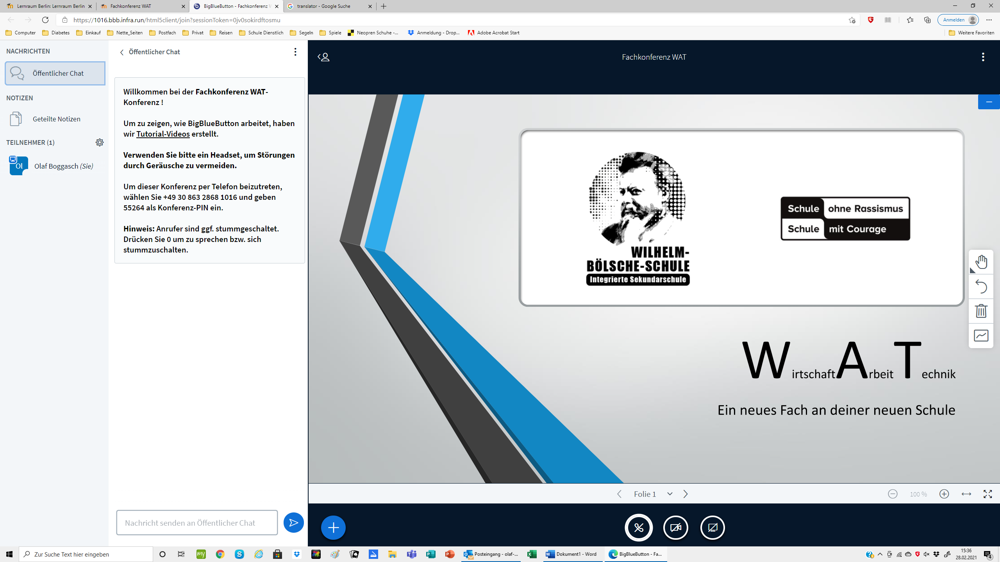 Lernraum Berlin: Lernraum Berlin
Fachkonferenz WAT
BigBlueButton - Fachkonferenz
translator - Google Suche
https://1016.bbb.infra.run/html5client/join?sessionToken=0jv0sokirdftosmu
Anmelden
Computer
Diabetes
Einkauf
Nette_Seiten
Postfach
Privat
Reisen
Schule Dienstlich
Segeln
Spiele
Neopren Schuhe -...
Anmeldung - Drop...
Adobe Acrobat Start
Weitere Favoriten
NACHRICHTEN
Öffentlicher Chat
NOTIZEN
Geteilte Notizen
TEILNEHMER (1)
Ol
Olaf Boggasch (Sie)
Öffentlicher Chat
Willkommen bei der Fachkonferenz WAT-
Konferenz !
Um zu zeigen, wie BigBlueButton arbeitet, haben
wir Tutorial-Videos erstellt.
Verwenden Sie bitte ein Headset, um Störungen
durch Geräusche zu vermeiden.
Um dieser Konferenz per Telefon beizutreten,
wählen Sie +49 30 863 2868 1016 und geben
55264 als Konferenz-PIN ein.
Hinweis: Anrufer sind ggf. stummgeschaltet.
Drücken Sie 0 um zu sprechen bzw. sich
stummzuschalten.
Nachricht senden an Öffentlicher Chat
Fachkonferenz WAT
WILHELM-
BÖLSCHE-SCHULE
Integrierte Sekundarschule
Schule ohne Rassismus
Schule mit Courage
WirtschaftArbeitTechnik
Ein neues Fach an deiner neuen Schule
Folie 1
100 %
Zur Suche Text hier eingeben
my
Posteingang - olaf-...
Dokument1 - Word
BigBlueButton - Fa...
15:36
28.02.2021
4